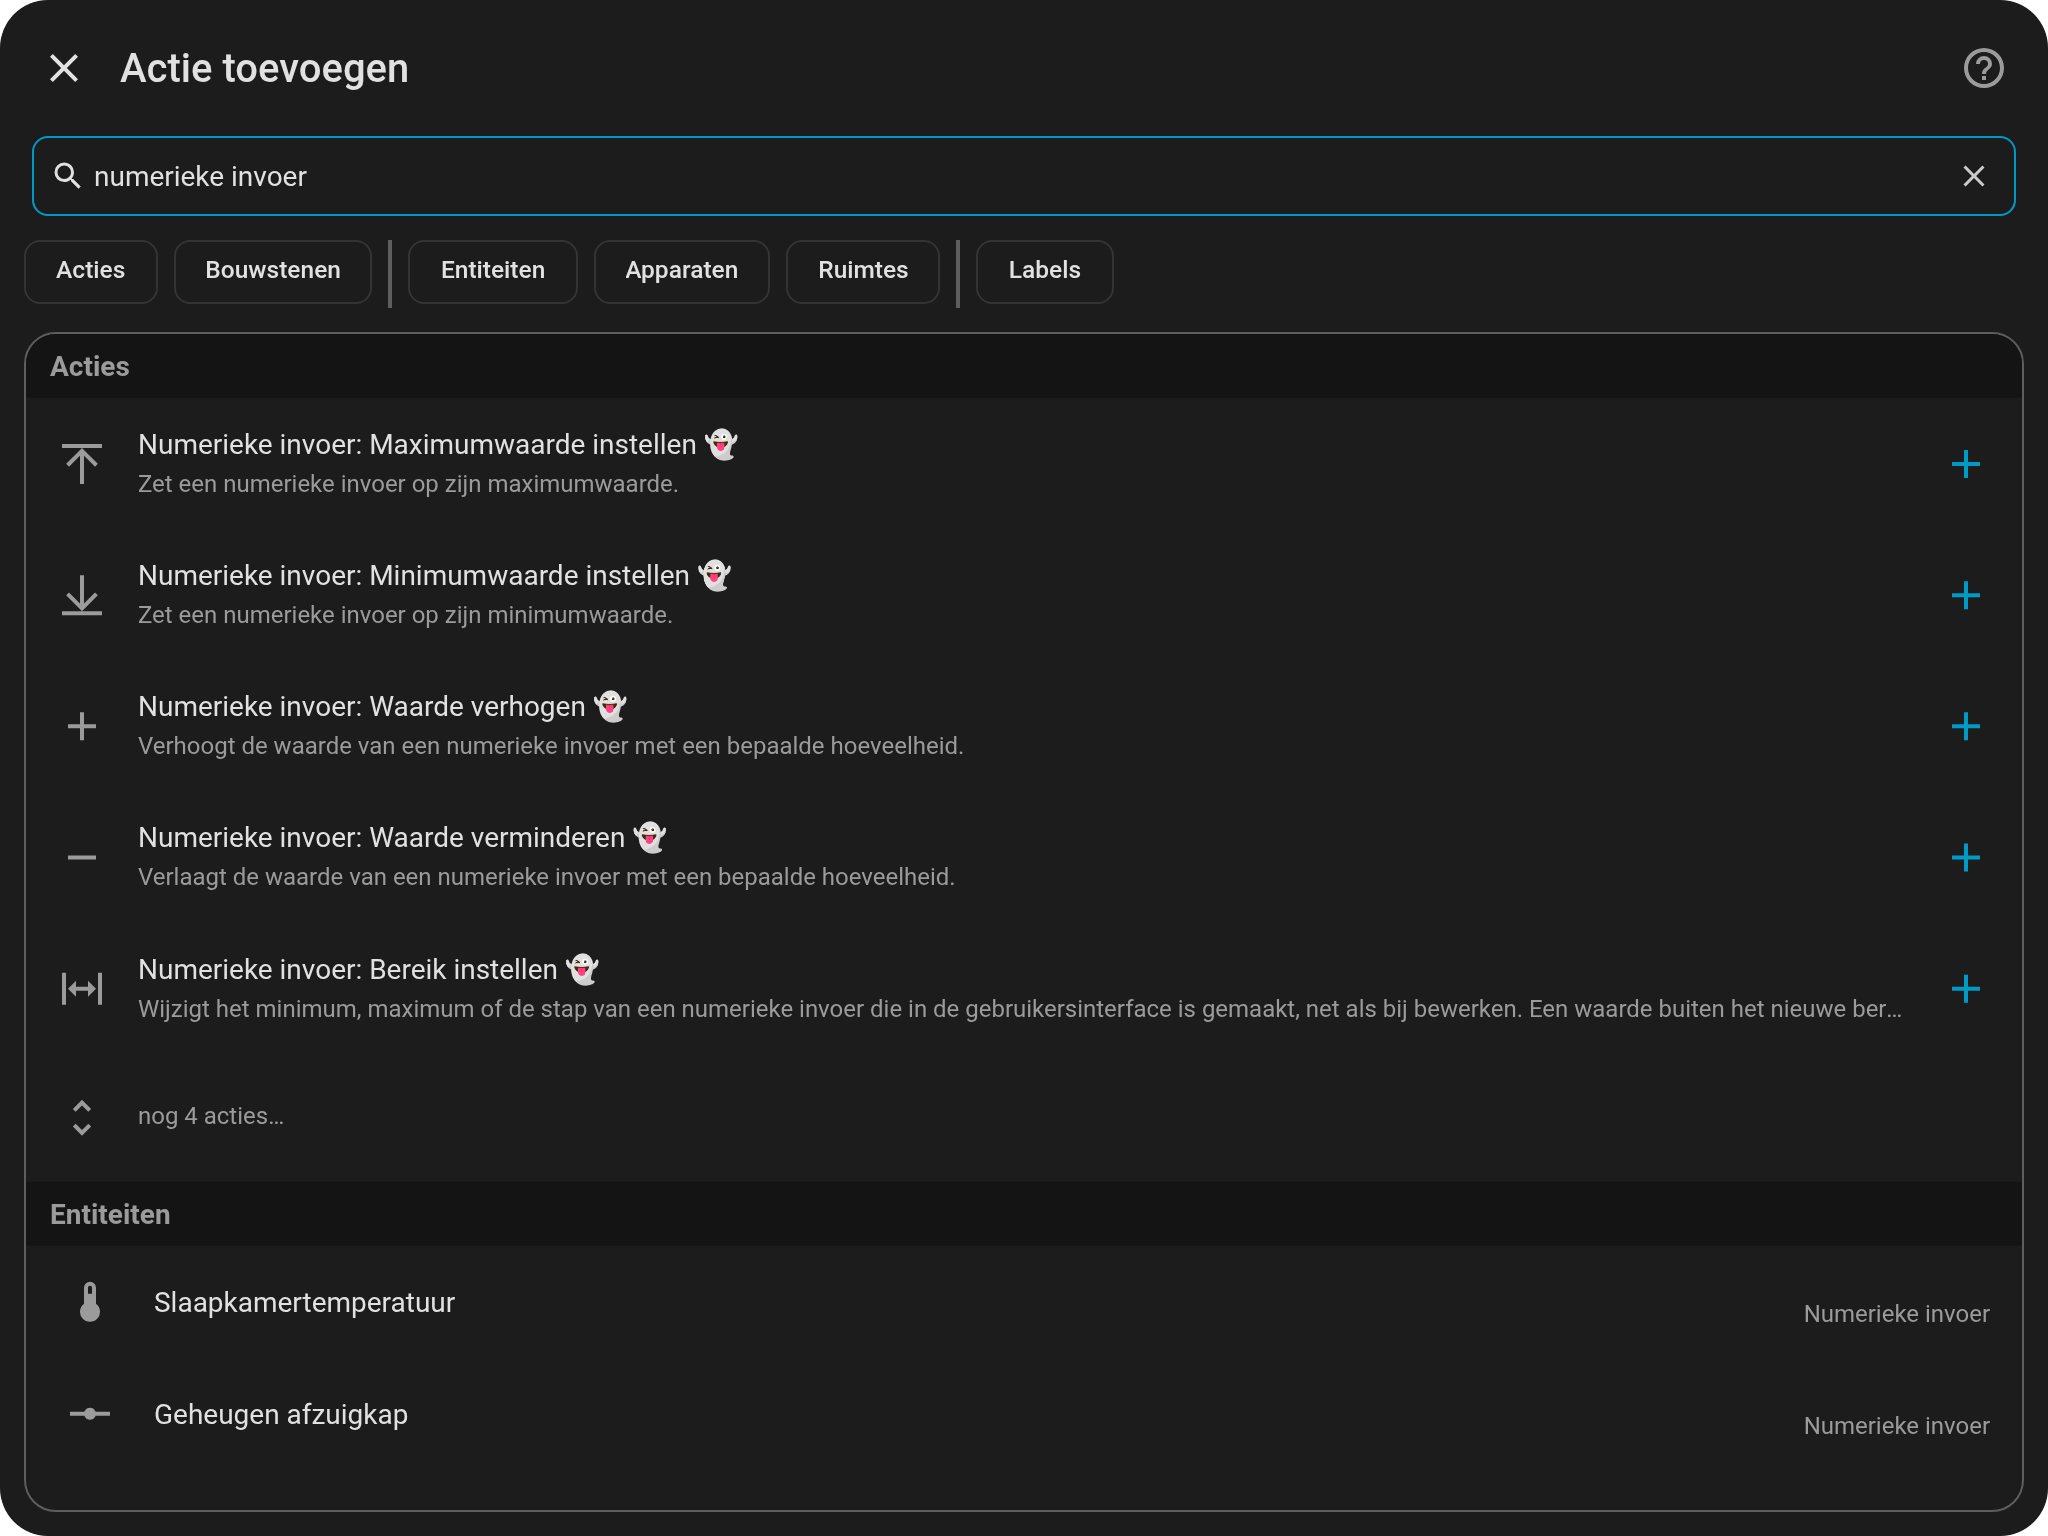 Actie toevoegen
numerieke invoer
Acties
Bouwstenen
Entiteiten
Apparaten
Ruimtes
Labels
Acties
Numerieke invoer: Maximumwaarde instellen 👻
Zet een numerieke invoer op zijn maximumwaarde.
Numerieke invoer: Minimumwaarde instellen 👻
Zet een numerieke invoer op zijn minimumwaarde.
Numerieke invoer: Waarde verhogen 👻
Verhoogt de waarde van een numerieke invoer met een bepaalde hoeveelheid.
Numerieke invoer: Waarde verminderen 👻
Verlaagt de waarde van een numerieke invoer met een bepaalde hoeveelheid.
Numerieke invoer: Bereik instellen 👻
Wijzigt het minimum, maximum of de stap van een numerieke invoer die in de gebruikersinterface is gemaakt, net als bij bewerken. Een waarde buiten het nieuwe ber…
nog 4 acties…
Entiteiten
Slaapkamertemperatuur
Numerieke invoer
Geheugen afzuigkap
Numerieke invoer